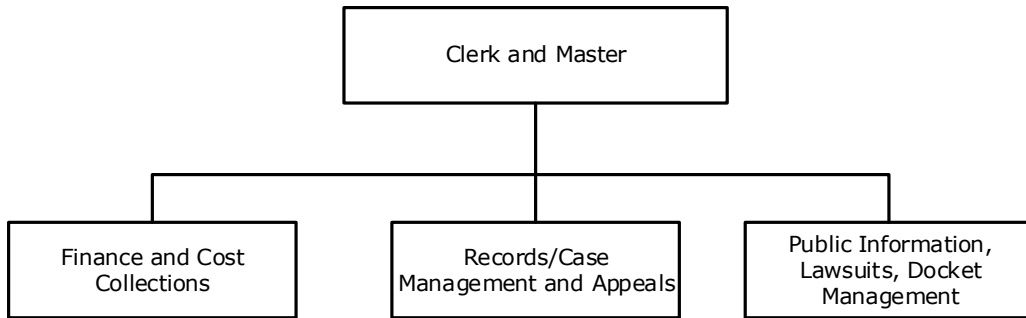 Clerk and Master
Finance and Cost
Collections
Records/Case
Management and Appeals
Public Information,
Lawsuits, Docket
Management